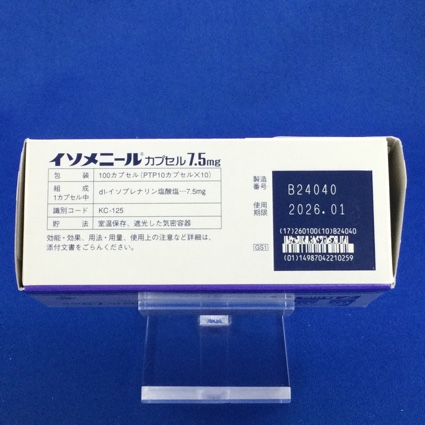 イソメニール® カプセル 7.5mg
包装 100カプセル(PTP10カプセル×10)
組成 1カプセル中 dl-イソプレナリン塩酸塩…7.5mg
識別コード KC-125
貯法 室温保存、遮光した気密容器
効能・効果、用法・用量、使用上の注意など詳細は、
添付文書をごらんください。
製造番号 B24040
使用期限 2026.01
(17)260100(10)B24040
(01)14987042210259